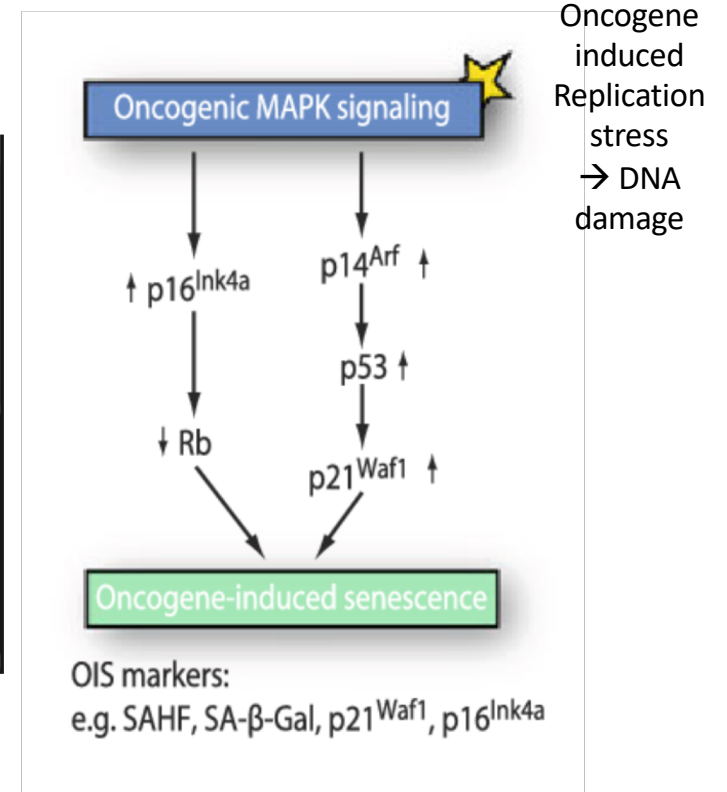 Oncogene
induced
Replication
stress
→ DNA
damage
Oncogenic MAPK signaling
↑ p16Ink4a
p14Arf ↑
p53 ↑
↓ Rb
p21Waf1 ↑
Oncogene-induced senescence
OIS markers:
e.g. SAHF, SA-β-Gal, p21Waf1, p16Ink4a